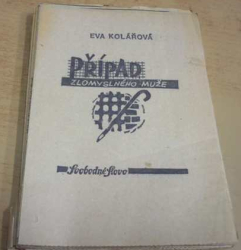 EVA KOLÁŘOVÁ
PŘÍPAD
ZLOMYSLNÉHO MUŽE
Svobodné Slovo